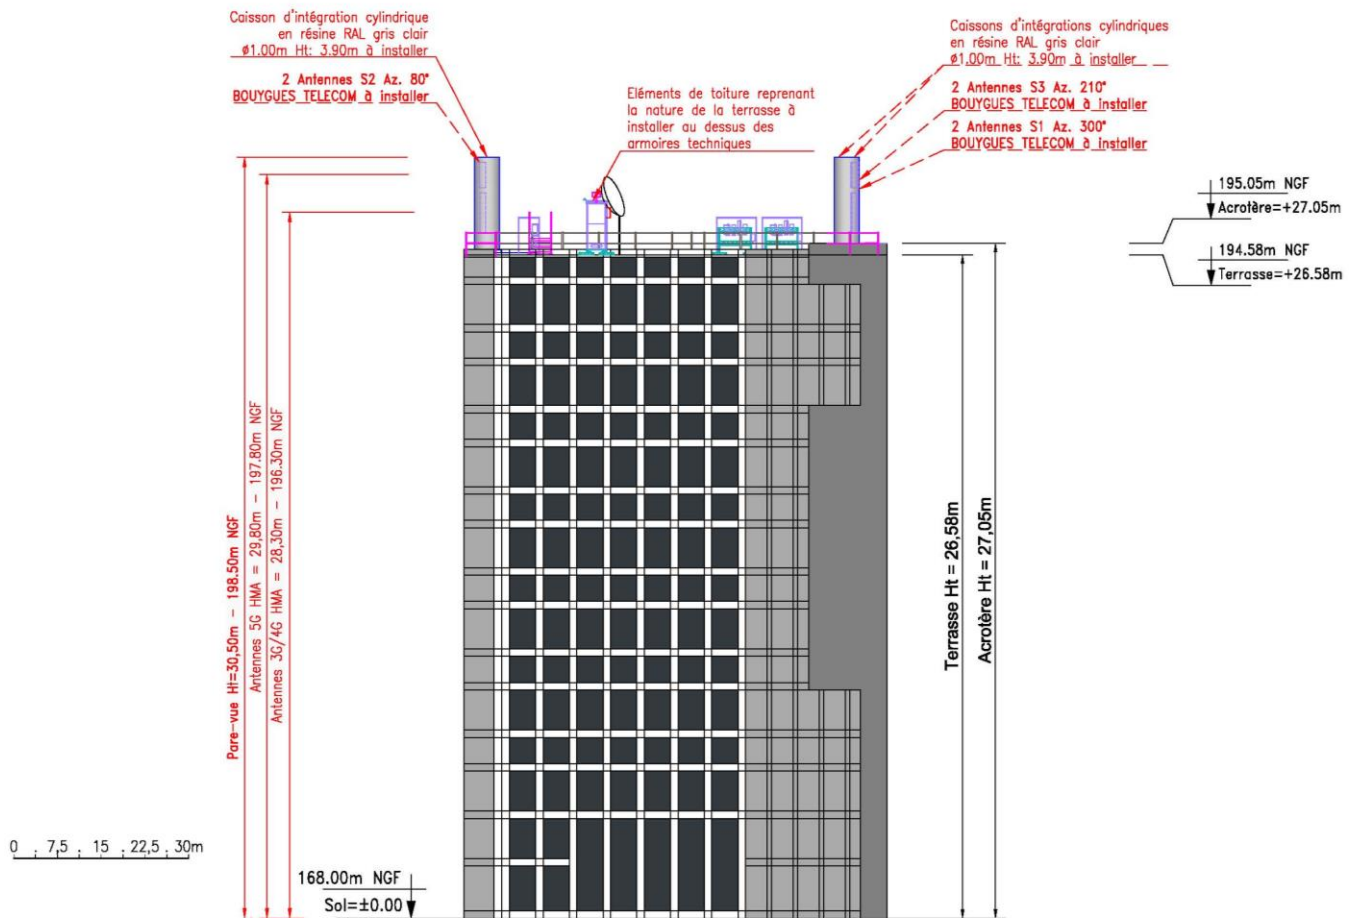 Caisson d'intégration cylindrique
en résine RAL gris clair
ø1.00m Ht: 3.90m à installer
2 Antennes S2 Az. 80°
BOUYGUES TELECOM à installer
Eléments de toiture reprenant
la nature de la terrasse à
installer au dessus des
armoires techniques
Caissons d'intégrations cylindriques
en résine RAL gris clair
ø1.00m Ht: 3.90m à installer
2 Antennes S3 Az. 210°
BOUYGUES TELECOM à installer
2 Antennes S1 Az. 300°
BOUYGUES TELECOM à installer
195.05m NGF
Acrotère=+27.05m
194.58m NGF
Terrasse=+26.58m
Pare-vue Ht=30,50m - 198.50m NGF
Antennes 5G HMA = 29,80m - 197.80m NGF
Antennes 3G/4G HMA = 28,30m - 196.30m NGF
Terrasse Ht = 26,58m
Acrotère Ht = 27,05m
0 7,5 15 22,5 30m
168.00m NGF
Sol=±0.00